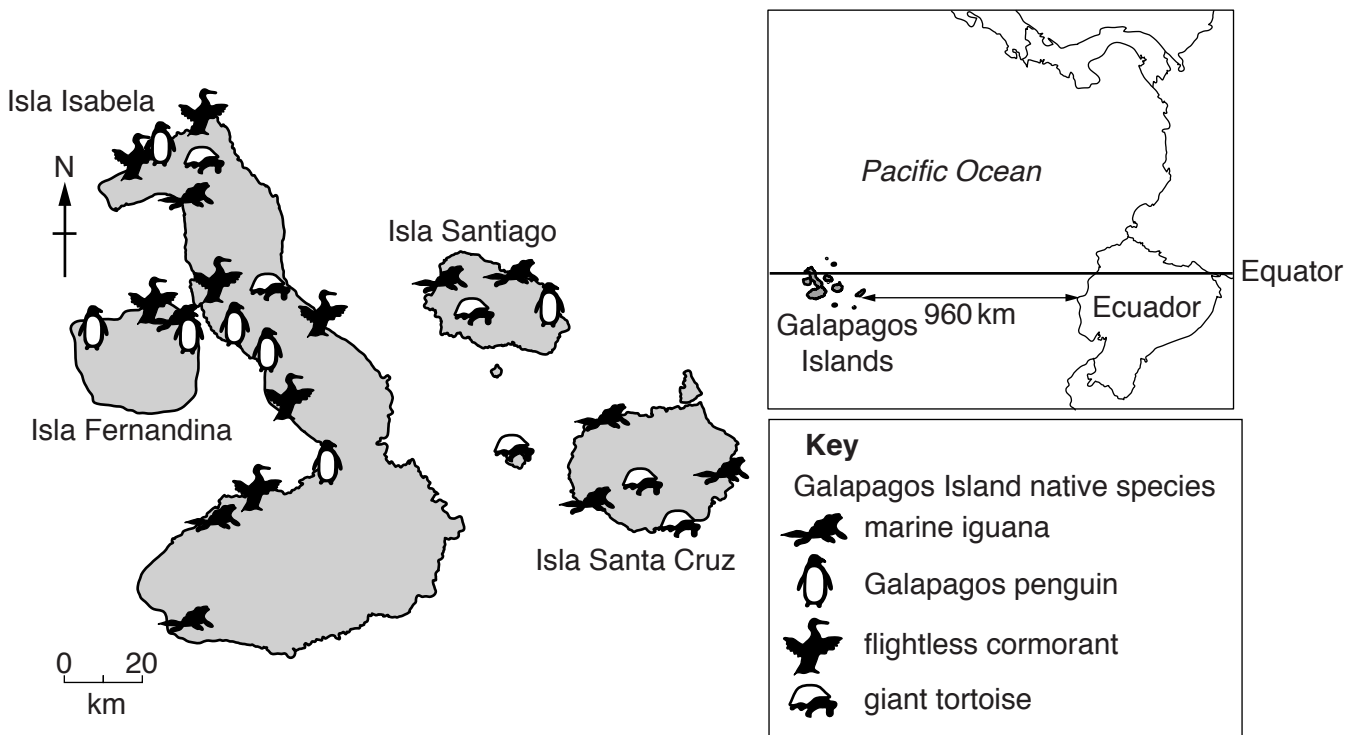 Isla Isabela
N
Isla Santiago
Isla Fernandina
Isla Santa Cruz
0 20
km
Pacific Ocean
Equator
960 km
Ecuador
Galapagos
Islands
Key
Galapagos Island native species
marine iguana
Galapagos penguin
flightless cormorant
giant tortoise